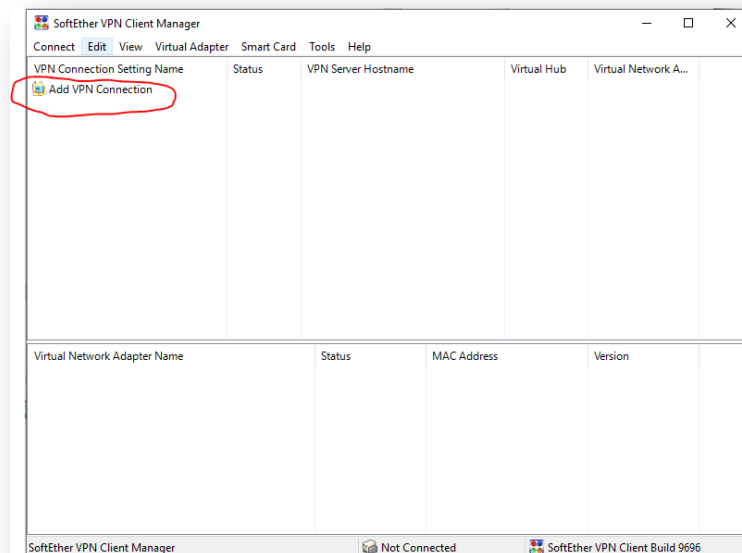 SoftEther VPN Client Manager
Connect Edit View Virtual Adapter Smart Card Tools Help
VPN Connection Setting Name Status VPN Server Hostname Virtual Hub Virtual Network A...
Add VPN Connection
Virtual Network Adapter Name Status MAC Address Version
SoftEther VPN Client Manager Not Connected SoftEther VPN Client Build 9696